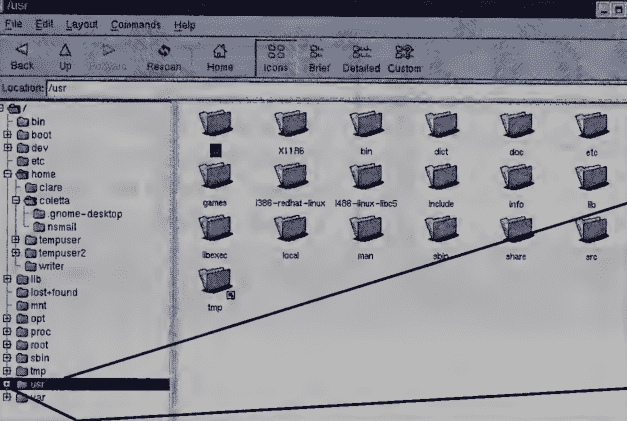 /usr
File Edit Layout Commands Help
Back Up Forward Rescan Home Icons Brief Detailed Custom
Location: /usr
/
bin
boot
dev
etc
home
clare
coletta
.gnome-desktop
nsmail
tempuser
tempuser2
writer
lib
lost+found
mnt
opt
proc
root
sbin
tmp
usr
var
..
X11R6 bin dict doc etc
games i386-redhat-linux i486-linux-libc5 include info lib
libexec local man sbin share src
tmp